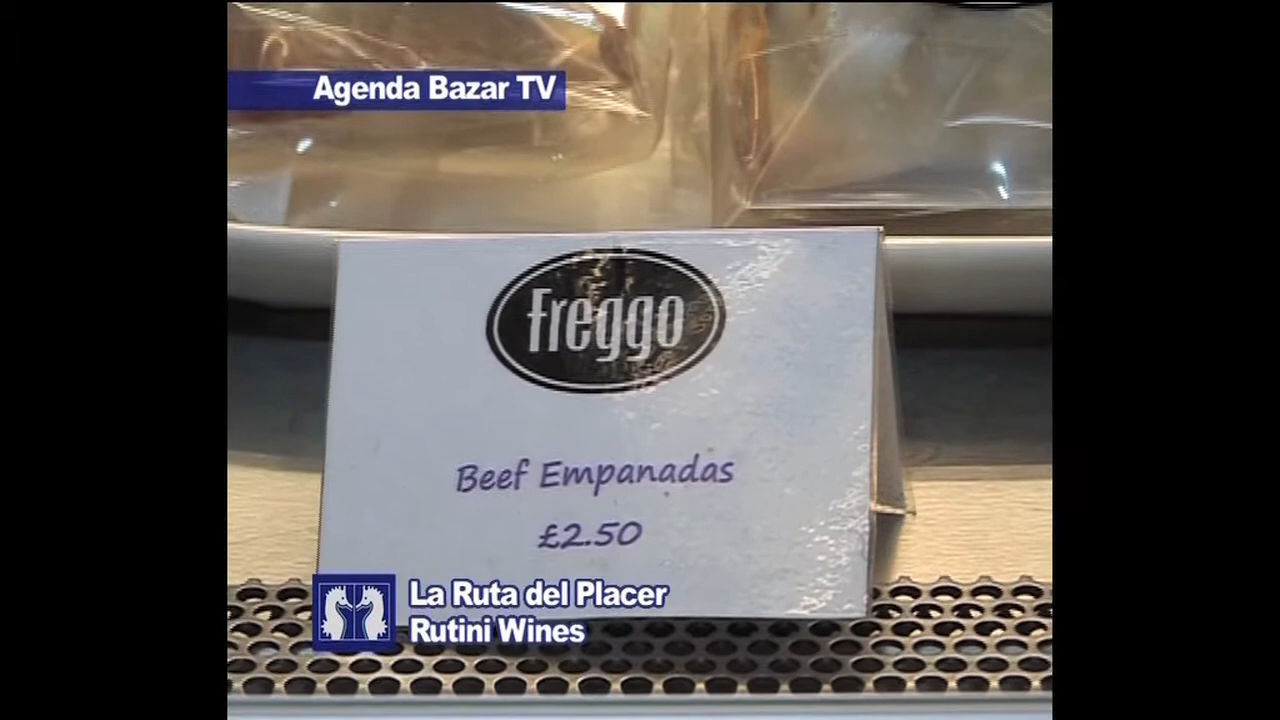 Agenda Bazar TV
Freggo
Beef Empanadas
£2.50
La Ruta del Placer
Rutini Wines